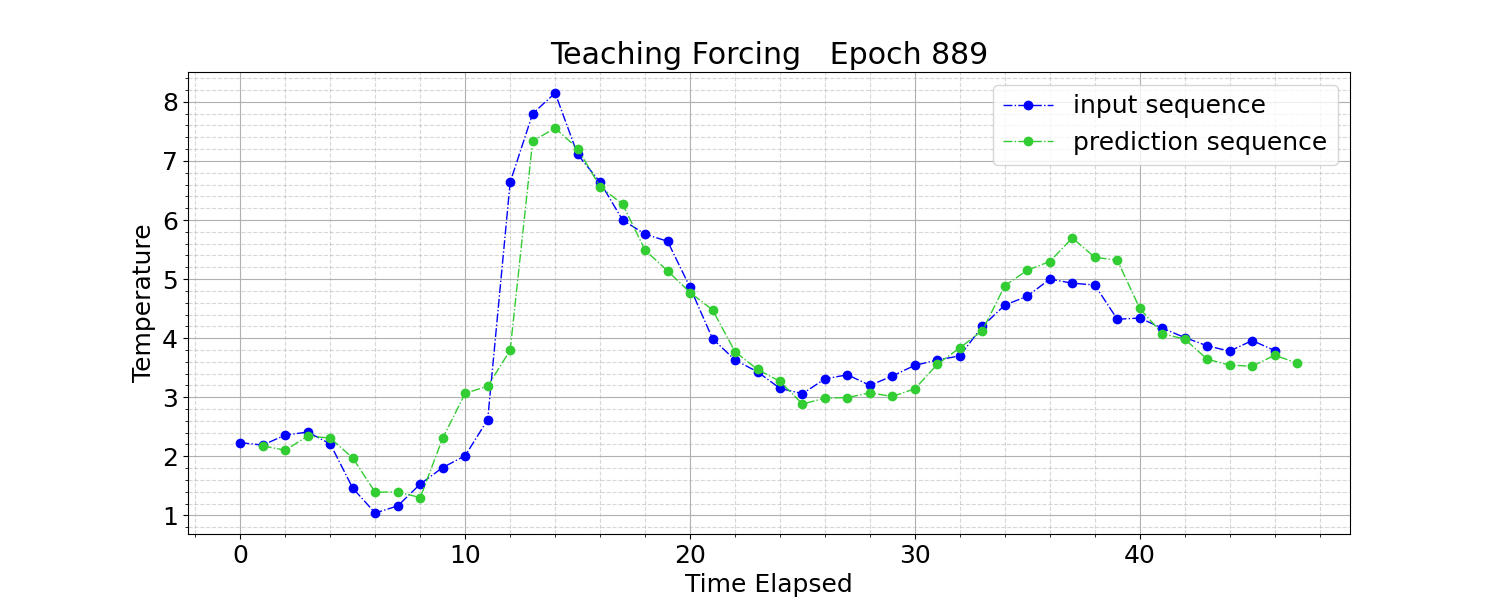 Teaching Forcing   Epoch 889
input sequence
prediction sequence
Temperature
8
7
6
5
4
3
2
1
0 10 20 30 40
Time Elapsed